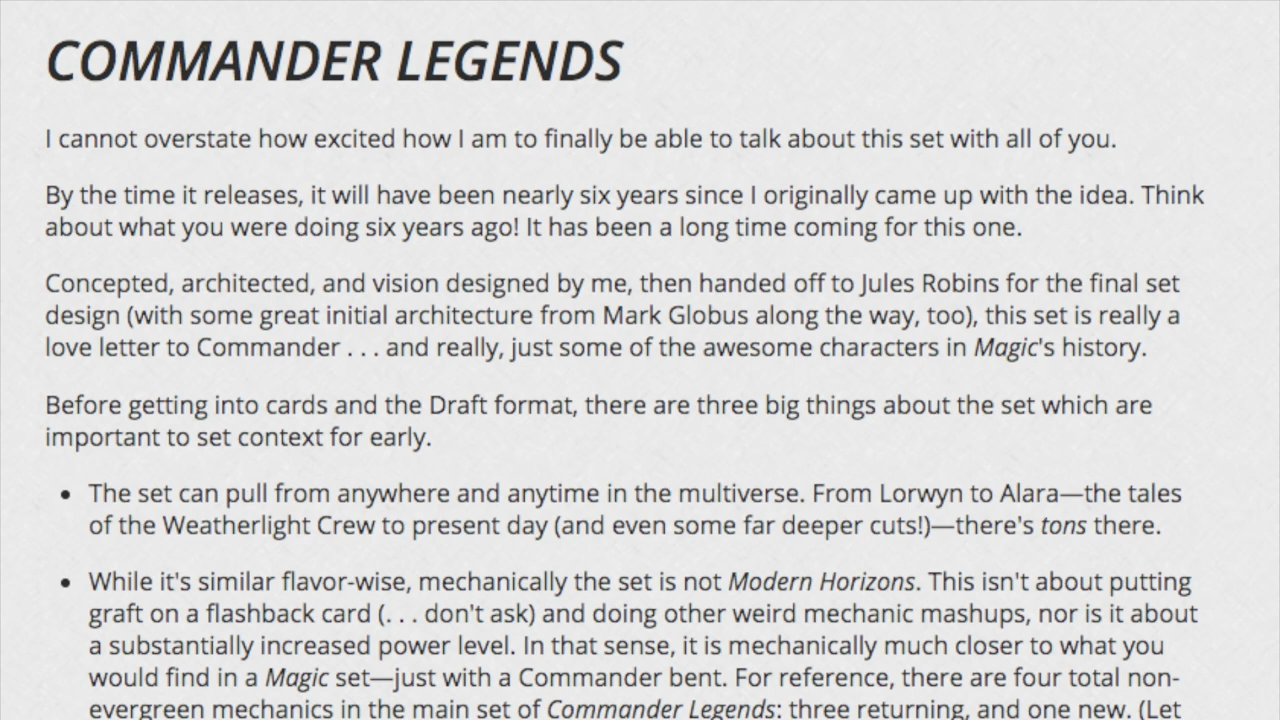 COMMANDER LEGENDS
I cannot overstate how excited how I am to finally be able to talk about this set with all of you.
By the time it releases, it will have been nearly six years since I originally came up with the idea. Think
about what you were doing six years ago! It has been a long time coming for this one.
Concepted, architected, and vision designed by me, then handed off to Jules Robins for the final set
design (with some great initial architecture from Mark Globus along the way, too), this set is really a
love letter to Commander . . . and really, just some of the awesome characters in Magic's history.
Before getting into cards and the Draft format, there are three big things about the set which are
important to set context for early.
• The set can pull from anywhere and anytime in the multiverse. From Lorwyn to Alara—the tales
of the Weatherlight Crew to present day (and even some far deeper cuts!)—there's tons there.
• While it's similar flavor-wise, mechanically the set is not Modern Horizons. This isn't about putting
graft on a flashback card (. . . don't ask) and doing other weird mechanic mashups, nor is it about
a substantially increased power level. In that sense, it is mechanically much closer to what you
would find in a Magic set—just with a Commander bent. For reference, there are four total non-
evergreen mechanics in the main set of Commander Legends: three returning, and one new. (Let